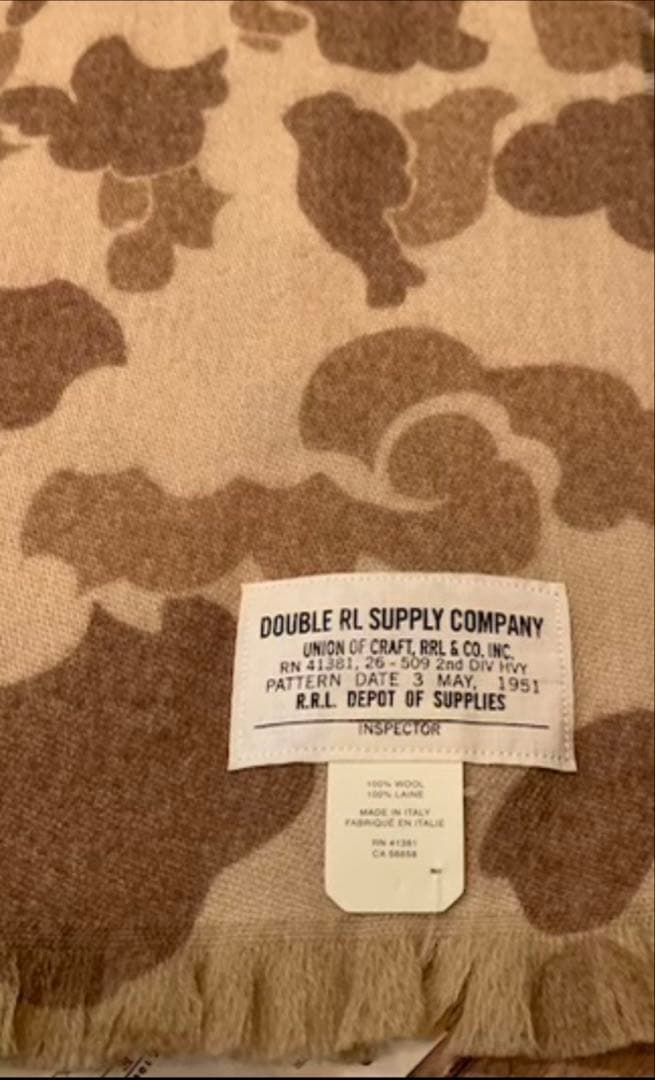 DOUBLE RL SUPPLY COMPANY
UNION OF CRAFT, RRL & CO. INC.
RN 41381, 26 - 509 2nd DIV HVY
PATTERN DATE 3 MAY, 1951
R.R.L. DEPOT OF SUPPLIES
INSPECTOR
100% WOOL
100% LAINE
MADE IN ITALY
FABRIQUÉ EN ITALIE
RN 41381
CA 56658